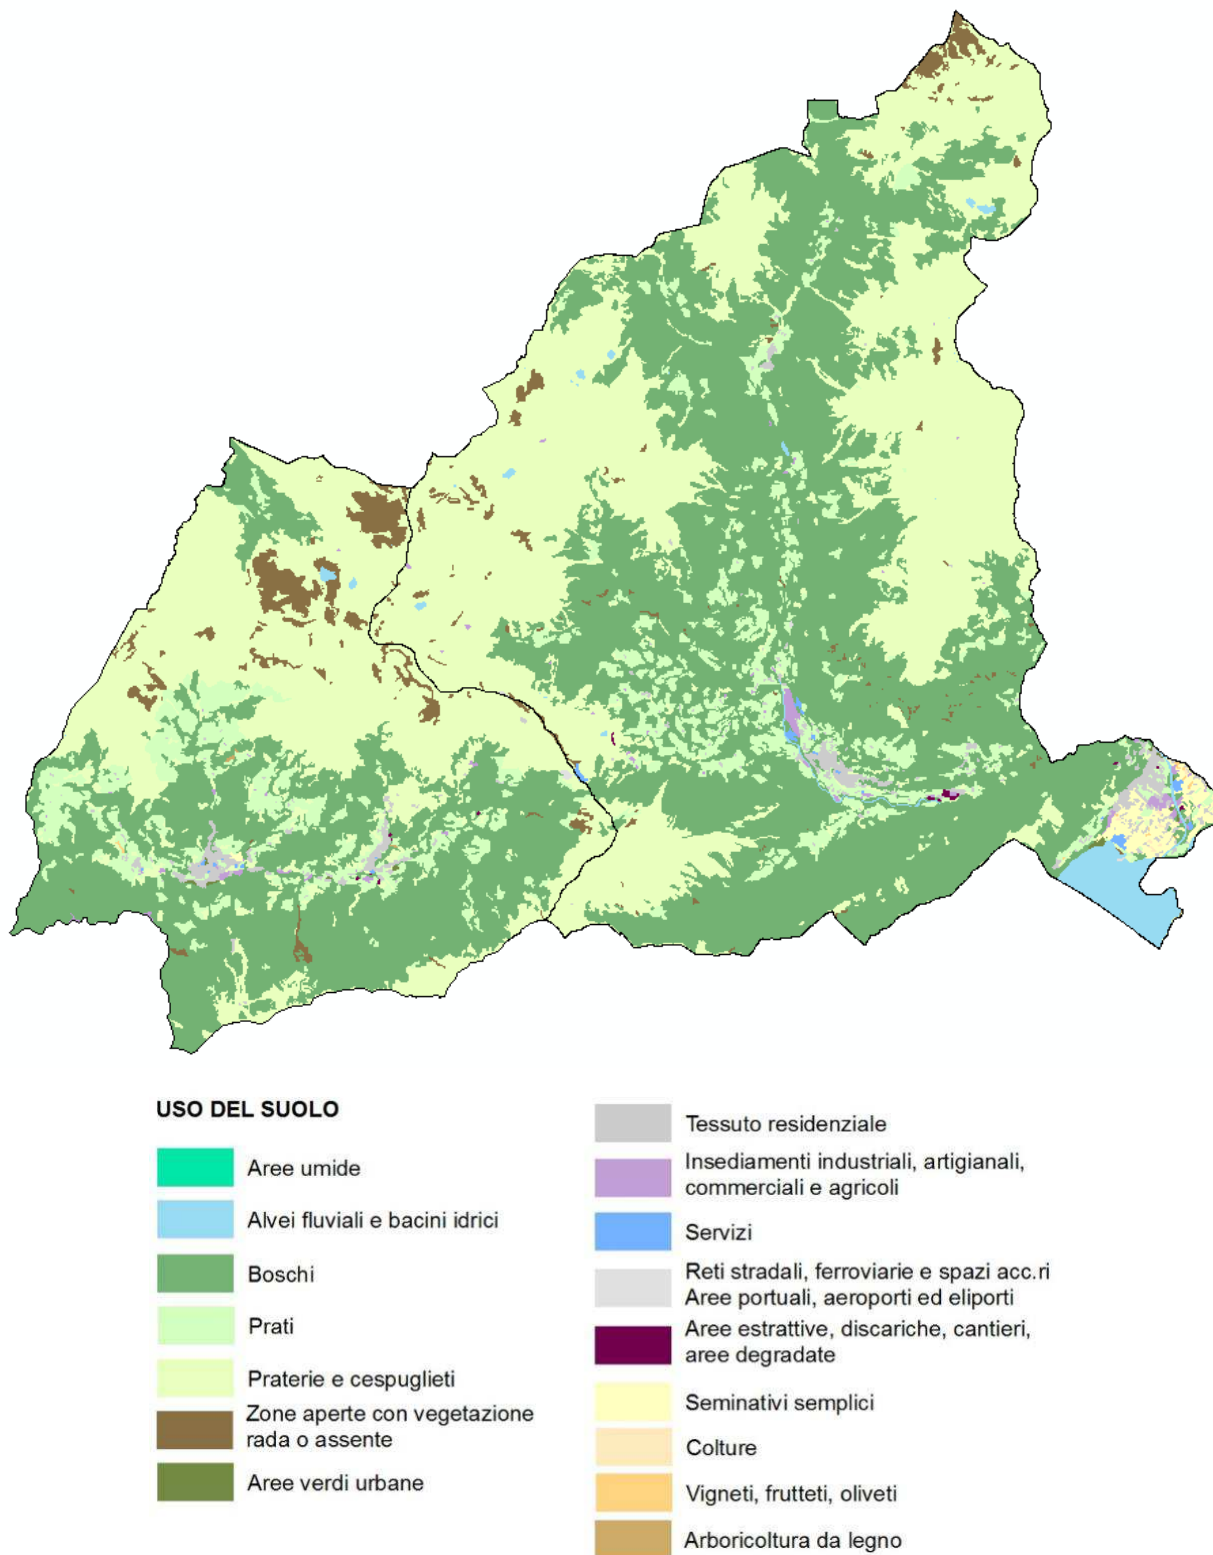 USO DEL SUOLO
Aree umide
Alvei fluviali e bacini idrici
Boschi
Prati
Praterie e cespuglieti
Zone aperte con vegetazione
rada o assente
Aree verdi urbane
Tessuto residenziale
Insediamenti industriali, artigianali,
commerciali e agricoli
Servizi
Reti stradali, ferroviarie e spazi acc.ri
Aree portuali, aeroporti ed eliporti
Aree estrattive, discariche, cantieri,
aree degradate
Seminativi semplici
Colture
Vigneti, frutteti, oliveti
Arboricoltura da legno